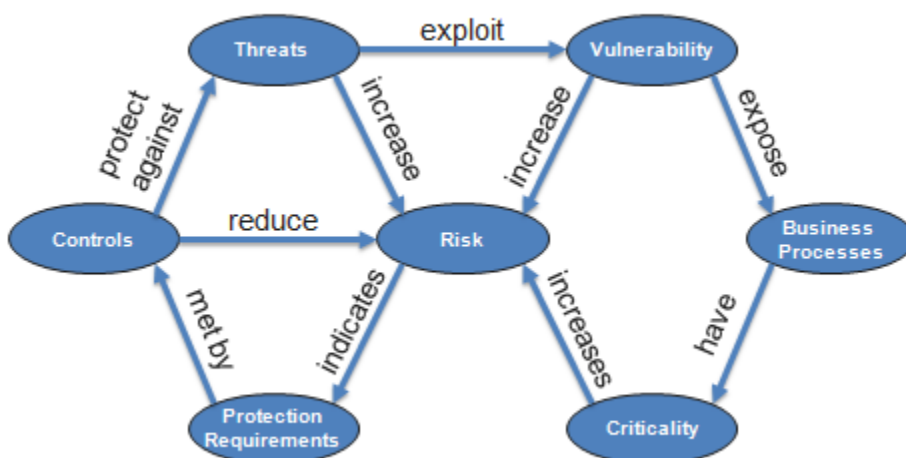 Threats
exploit
Vulnerability
protect
against
increase
increase
expose
Controls
reduce
Risk
Business
Processes
met by
indicates
increases
have
Protection
Requirements
Criticality